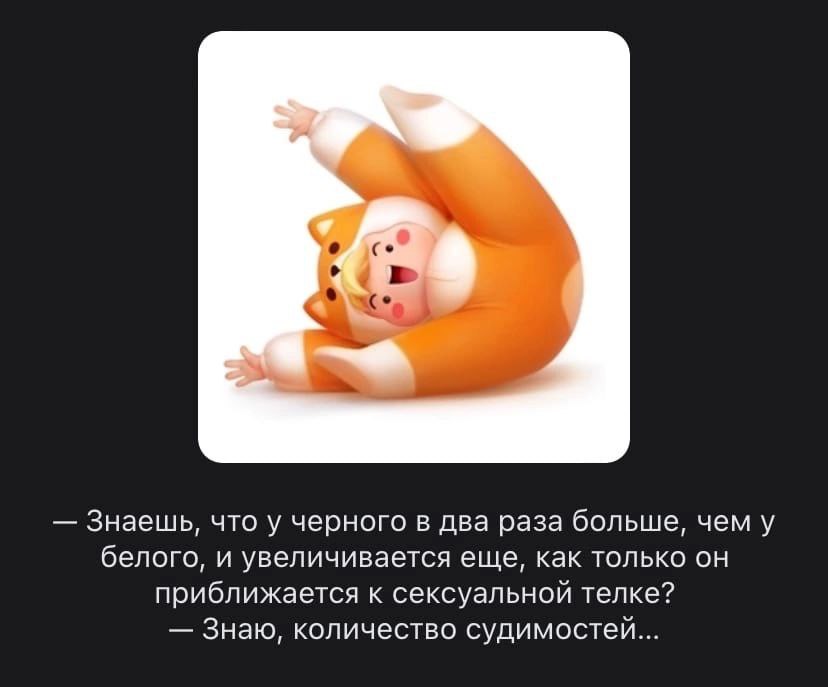 — Знаешь, что у черного в два раза больше, чем у
белого, и увеличивается еще, как только он
приближается к сексуальной телке?
— Знаю, количество судимостей...